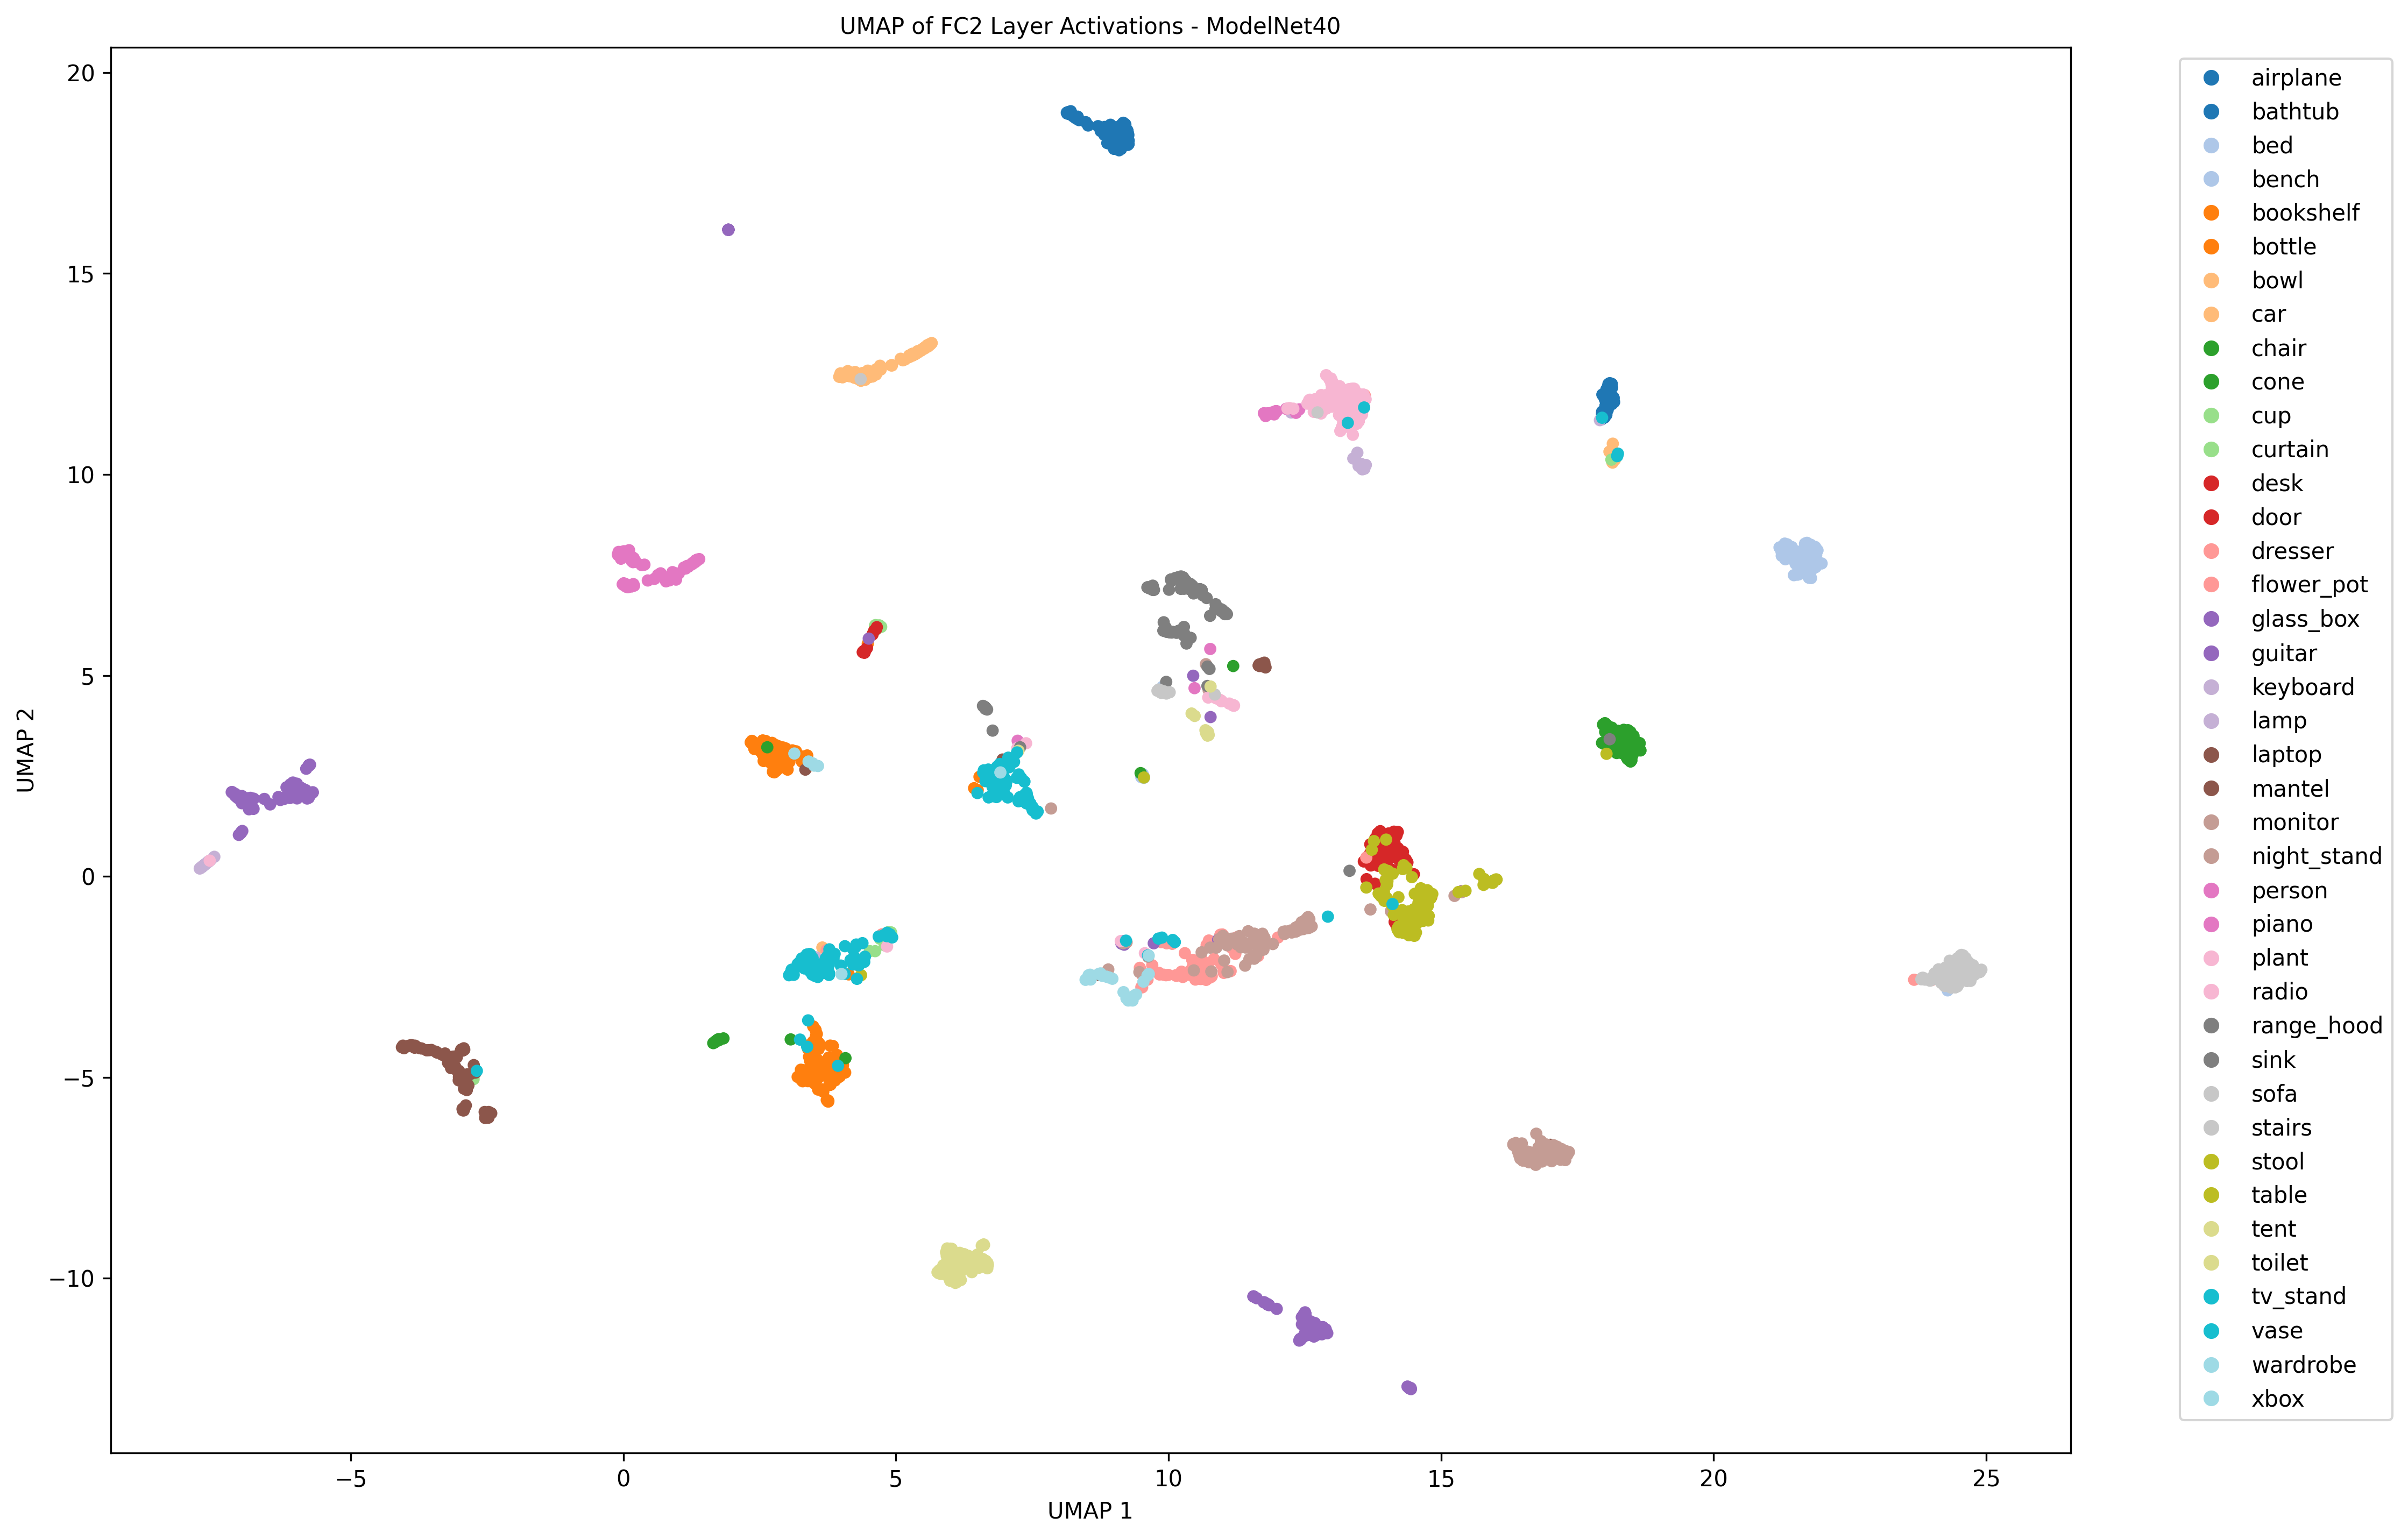 UMAP of FC2 Layer Activations - ModelNet40
20
15
10
5
0
−5
−10
UMAP 2
−5
0
5
10
15
20
25
UMAP 1
airplane
bathtub
bed
bench
bookshelf
bottle
bowl
car
chair
cone
cup
curtain
desk
door
dresser
flower_pot
glass_box
guitar
keyboard
lamp
laptop
mantel
monitor
night_stand
person
piano
plant
radio
range_hood
sink
sofa
stairs
stool
table
tent
toilet
tv_stand
vase
wardrobe
xbox